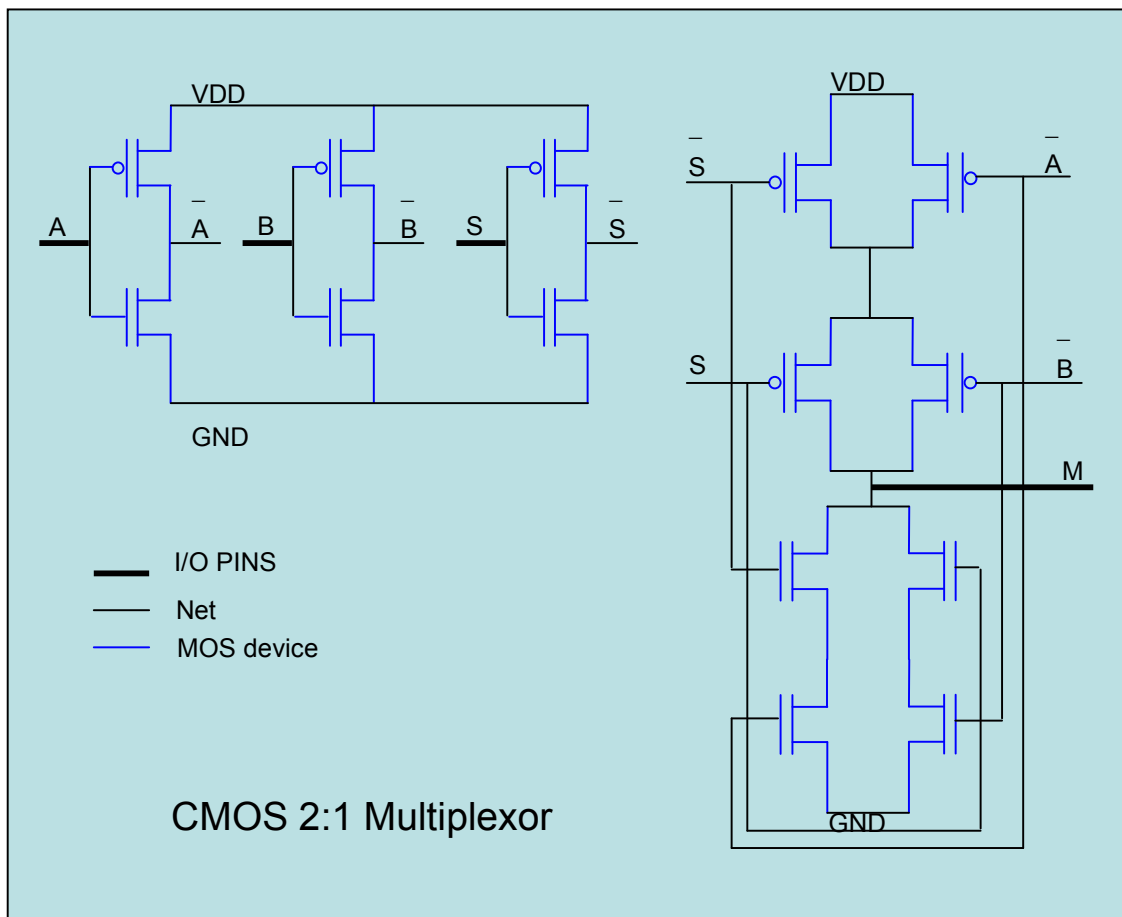 VDD
A
A̅
B
B̅
S
S̅
GND
I/O PINS
Net
MOS device
CMOS 2:1 Multiplexor
VDD
S̅
A̅
S
B̅
M
GND